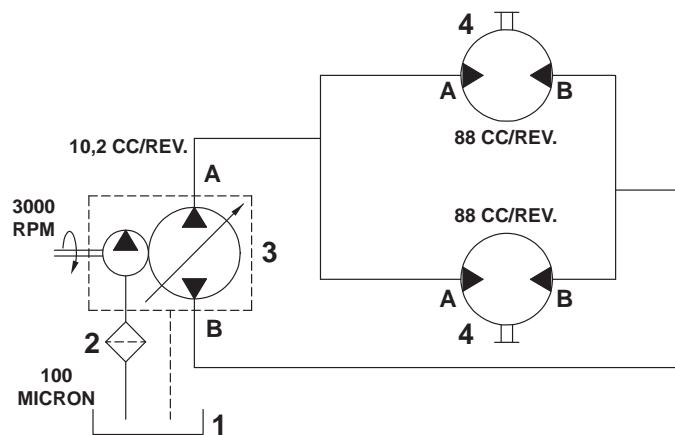 4
A
B
88 CC/REV.
10,2 CC/REV.
A
3000
RPM
3
88 CC/REV.
A
B
4
B
2
100
MICRON
1